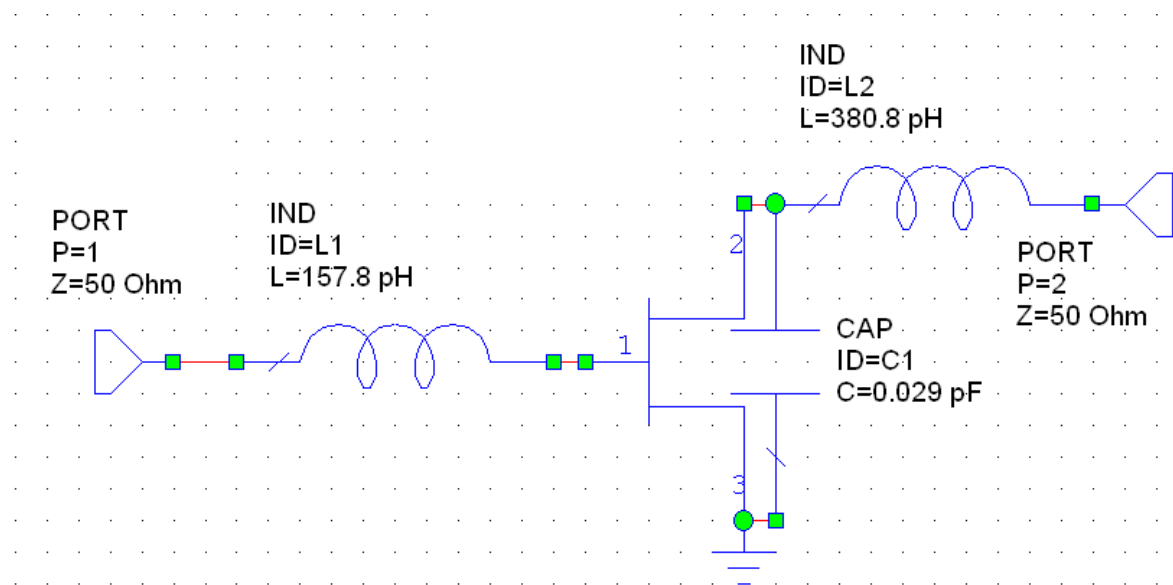 IND
ID=L2
L=380.8 pH
PORT
P=1
Z=50 Ohm
IND
ID=L1
L=157.8 pH
2
PORT
P=2
Z=50 Ohm
1
CAP
ID=C1
C=0.029 pF
3